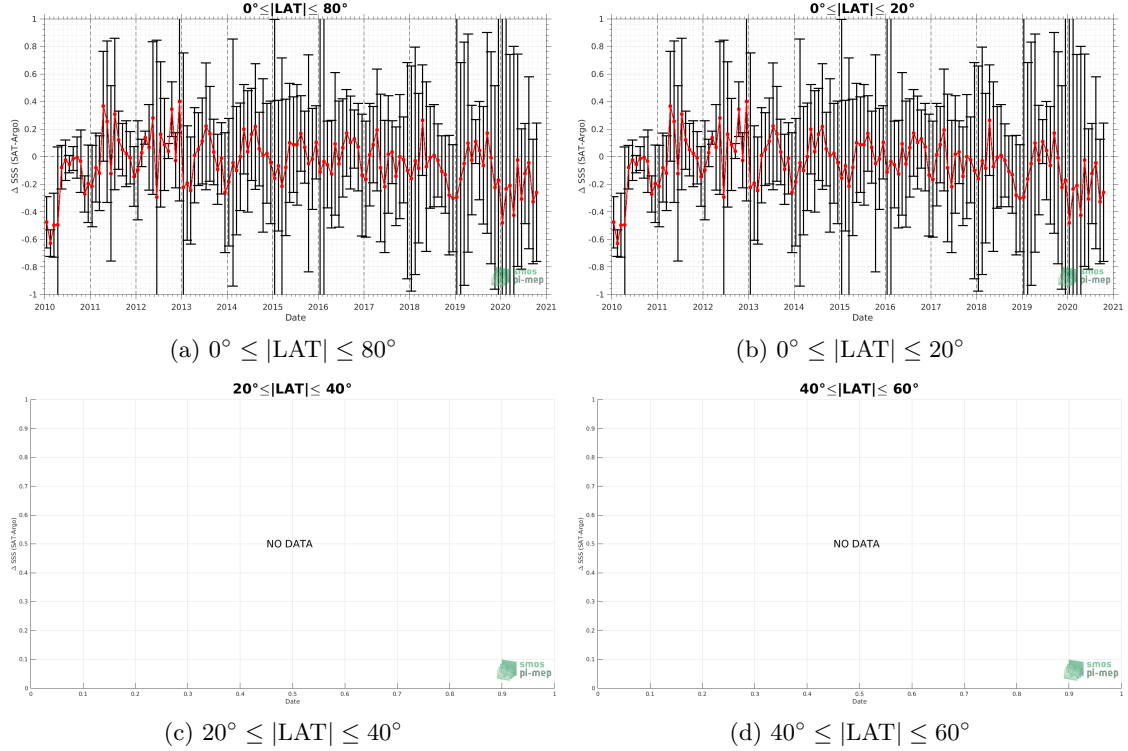 0°≤|LAT|≤ 80°
1
0.8
0.6
0.4
0.2
0
-0.2
-0.4
-0.6
-0.8
-1
Δ SSS (SAT-Argo)
2010 2011 2012 2013 2014 2015 2016 2017 2018 2019 2020 2021
Date
smos
pi-mep
(a) 0° ≤ |LAT| ≤ 80°
0°≤|LAT|≤ 20°
1
0.8
0.6
0.4
0.2
0
-0.2
-0.4
-0.6
-0.8
-1
Δ SSS (SAT-Argo)
2010 2011 2012 2013 2014 2015 2016 2017 2018 2019 2020 2021
Date
smos
pi-mep
(b) 0° ≤ |LAT| ≤ 20°
20°≤|LAT|≤ 40°
1
0.9
0.8
0.7
0.6
0.5
0.4
0.3
0.2
0.1
0
Δ SSS (SAT-Argo)
NO DATA
0 0.1 0.2 0.3 0.4 0.5 0.6 0.7 0.8 0.9 1
Date
smos
pi-mep
(c) 20° ≤ |LAT| ≤ 40°
40°≤|LAT|≤ 60°
1
0.9
0.8
0.7
0.6
0.5
0.4
0.3
0.2
0.1
0
Δ SSS (SAT-Argo)
NO DATA
0 0.1 0.2 0.3 0.4 0.5 0.6 0.7 0.8 0.9 1
Date
smos
pi-mep
(d) 40° ≤ |LAT| ≤ 60°